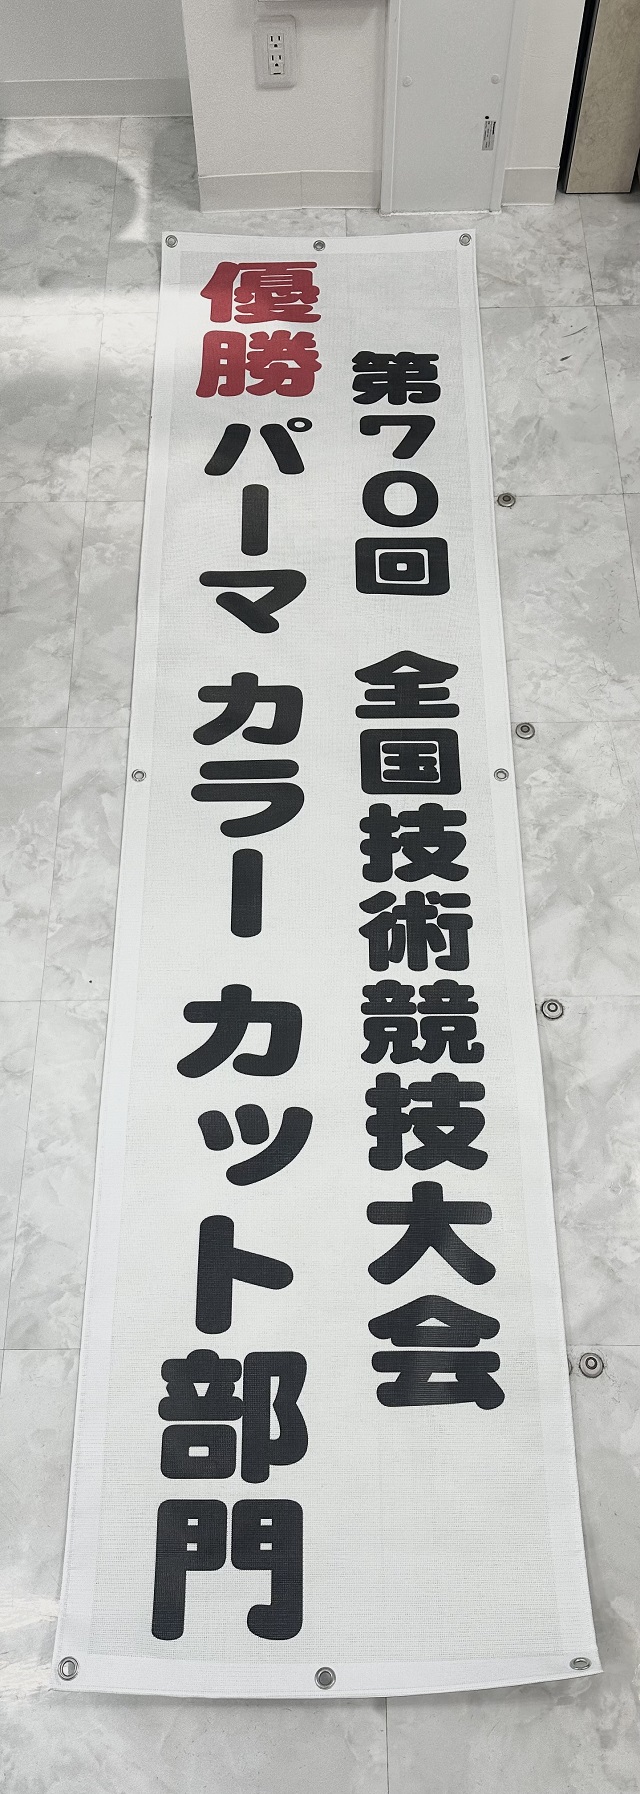 第70回 全国技術競技大会
優勝 パーマ カラー カット部門